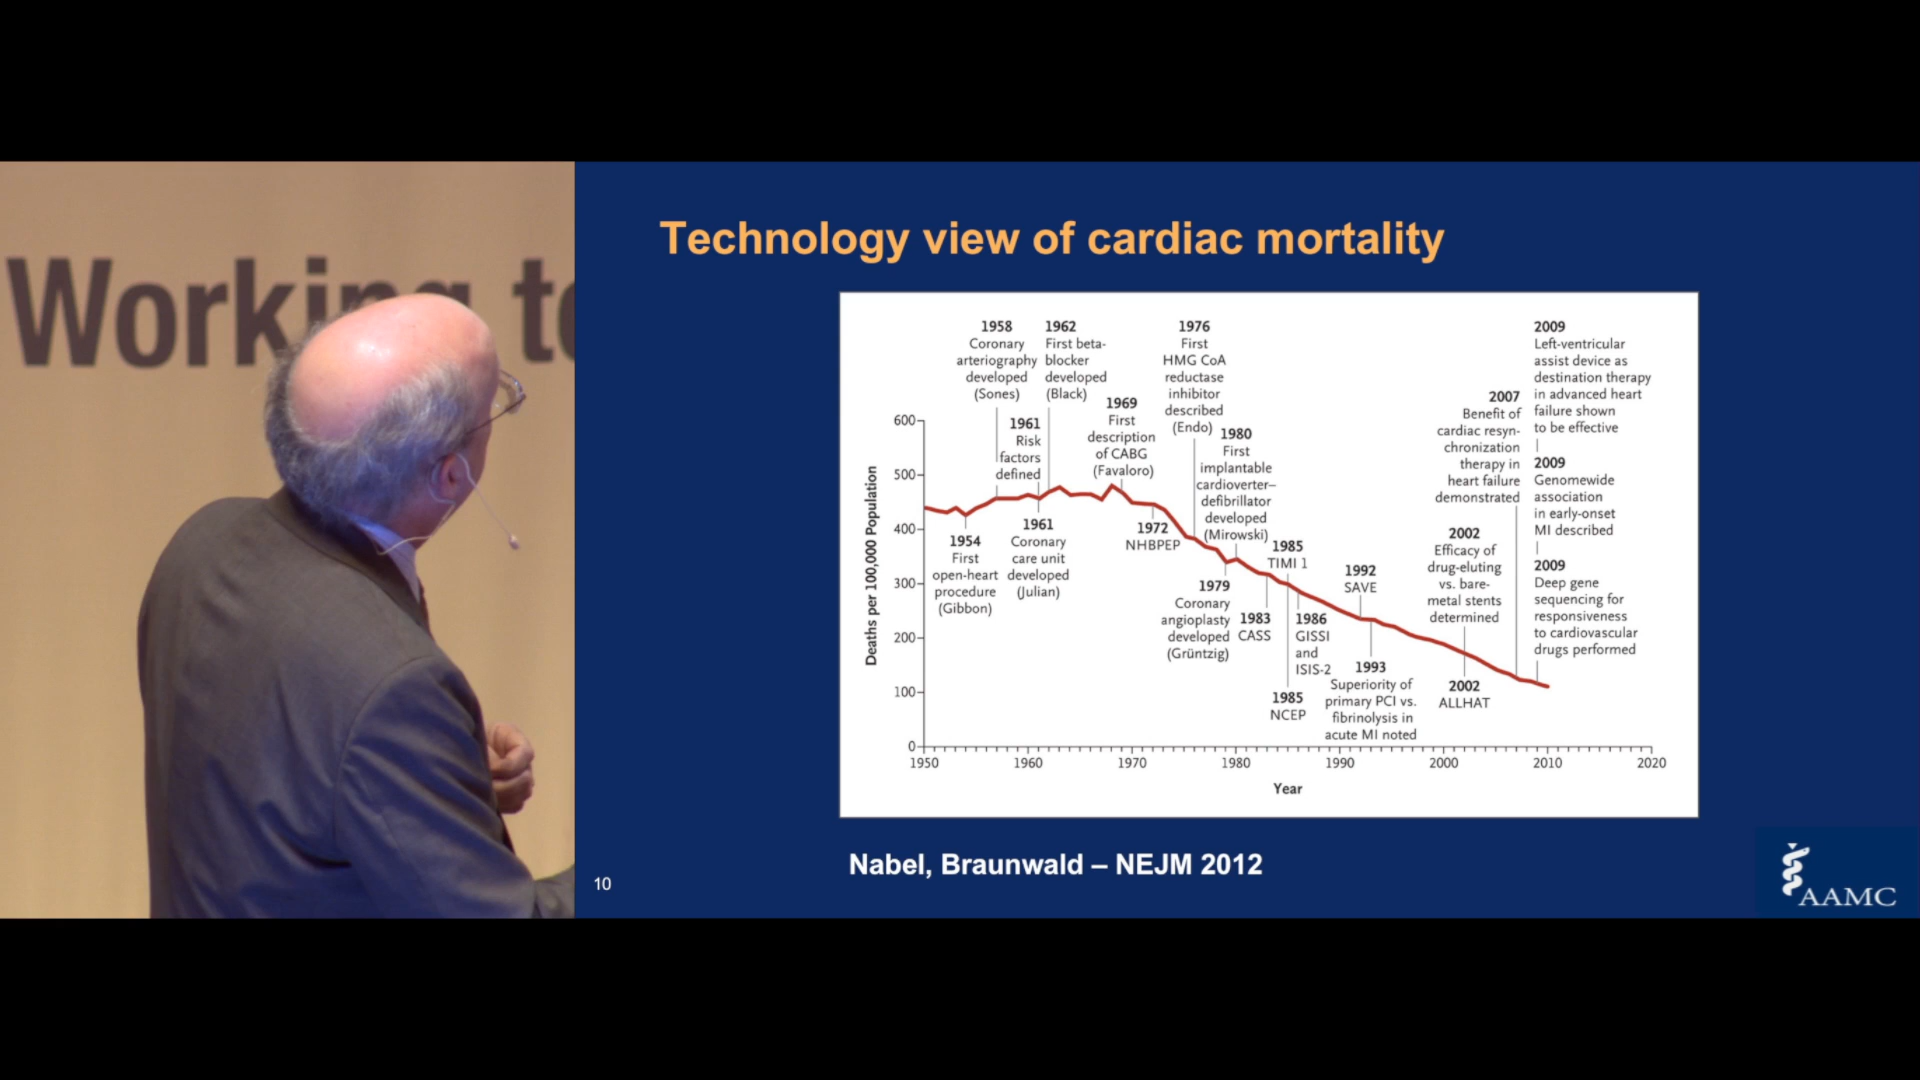 Working to
Technology view of cardiac mortality
1958
Coronary
arteriography
developed
(Sones)
1962
First beta-
blocker
developed
(Black)
1976
First
HMG CoA
reductase
inhibitor
described
(Endo)
2009
Left-ventricular
assist device as
destination therapy
in advanced heart
failure shown
to be effective
1961
Risk
factors
defined
1969
First
description
of CABG
(Favaloro)
1980
First
implantable
cardioverter–
defibrillator
developed
(Mirowski)
2007
Benefit of
cardiac resyn-
chronization
therapy in
heart failure
demonstrated
2009
Genomewide
association
in early-onset
MI described
1954
First
open-heart
procedure
(Gibbon)
1961
Coronary
care unit
developed
(Julian)
1972
NHBPEP
1985
TIMI 1
1992
SAVE
2002
Efficacy of
drug-eluting
vs. bare-
metal stents
determined
2009
Deep gene
sequencing for
responsiveness
to cardiovascular
drugs performed
1979
Coronary
angioplasty
developed
(Grüntzig)
1983
CASS
1986
GISSI
and
ISIS-2
1985
NCEP
1993
Superiority of
primary PCI vs.
fibrinolysis in
acute MI noted
2002
ALLHAT
Deaths per 100,000 Population
600
500
400
300
200
100
0
1950 1960 1970 1980 1990 2000 2010 2020
Year
Nabel, Braunwald – NEJM 2012
10
AAMC